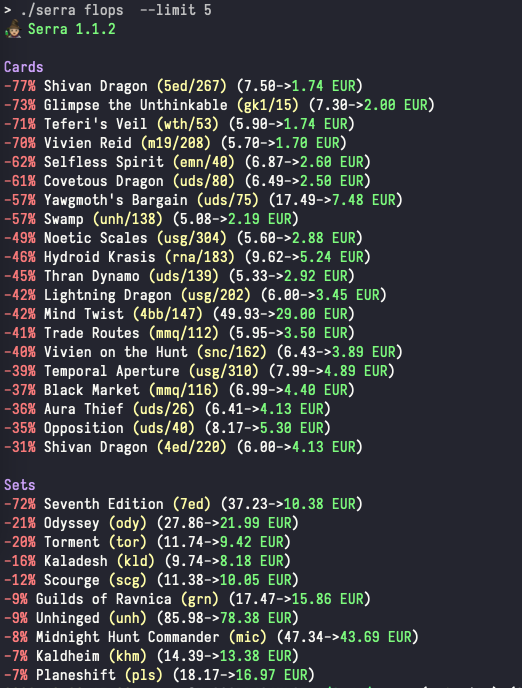 > ./serra flops  --limit 5
Serra 1.1.2
Cards
-77% Shivan Dragon (5ed/267) (7.50->1.74 EUR)
-73% Glimpse the Unthinkable (gk1/15) (7.30->2.00 EUR)
-71% Teferi's Veil (wth/53) (5.90->1.74 EUR)
-70% Vivien Reid (m19/208) (5.70->1.70 EUR)
-62% Selfless Spirit (emn/40) (6.87->2.60 EUR)
-61% Covetous Dragon (uds/80) (6.49->2.50 EUR)
-57% Yawgmoth's Bargain (uds/75) (17.49->7.48 EUR)
-57% Swamp (unh/138) (5.08->2.19 EUR)
-49% Noetic Scales (usg/304) (5.60->2.88 EUR)
-46% Hydroid Krasis (rna/183) (9.62->5.24 EUR)
-45% Thran Dynamo (uds/139) (5.33->2.92 EUR)
-42% Lightning Dragon (usg/202) (6.00->3.45 EUR)
-42% Mind Twist (4bb/147) (49.93->29.00 EUR)
-41% Trade Routes (mmq/112) (5.95->3.50 EUR)
-40% Vivien on the Hunt (snc/162) (6.43->3.89 EUR)
-39% Temporal Aperture (usg/310) (7.99->4.89 EUR)
-37% Black Market (mmq/116) (6.99->4.40 EUR)
-36% Aura Thief (uds/26) (6.41->4.13 EUR)
-35% Opposition (uds/40) (8.17->5.30 EUR)
-31% Shivan Dragon (4ed/220) (6.00->4.13 EUR)
Sets
-72% Seventh Edition (7ed) (37.23->10.38 EUR)
-21% Odyssey (ody) (27.86->21.99 EUR)
-20% Torment (tor) (11.74->9.42 EUR)
-16% Kaladesh (kld) (9.74->8.18 EUR)
-12% Scourge (scg) (11.38->10.05 EUR)
-9% Guilds of Ravnica (grn) (17.47->15.86 EUR)
-9% Unhinged (unh) (85.98->78.38 EUR)
-8% Midnight Hunt Commander (mic) (47.34->43.69 EUR)
-7% Kaldheim (khm) (14.39->13.38 EUR)
-7% Planeshift (pls) (18.17->16.97 EUR)